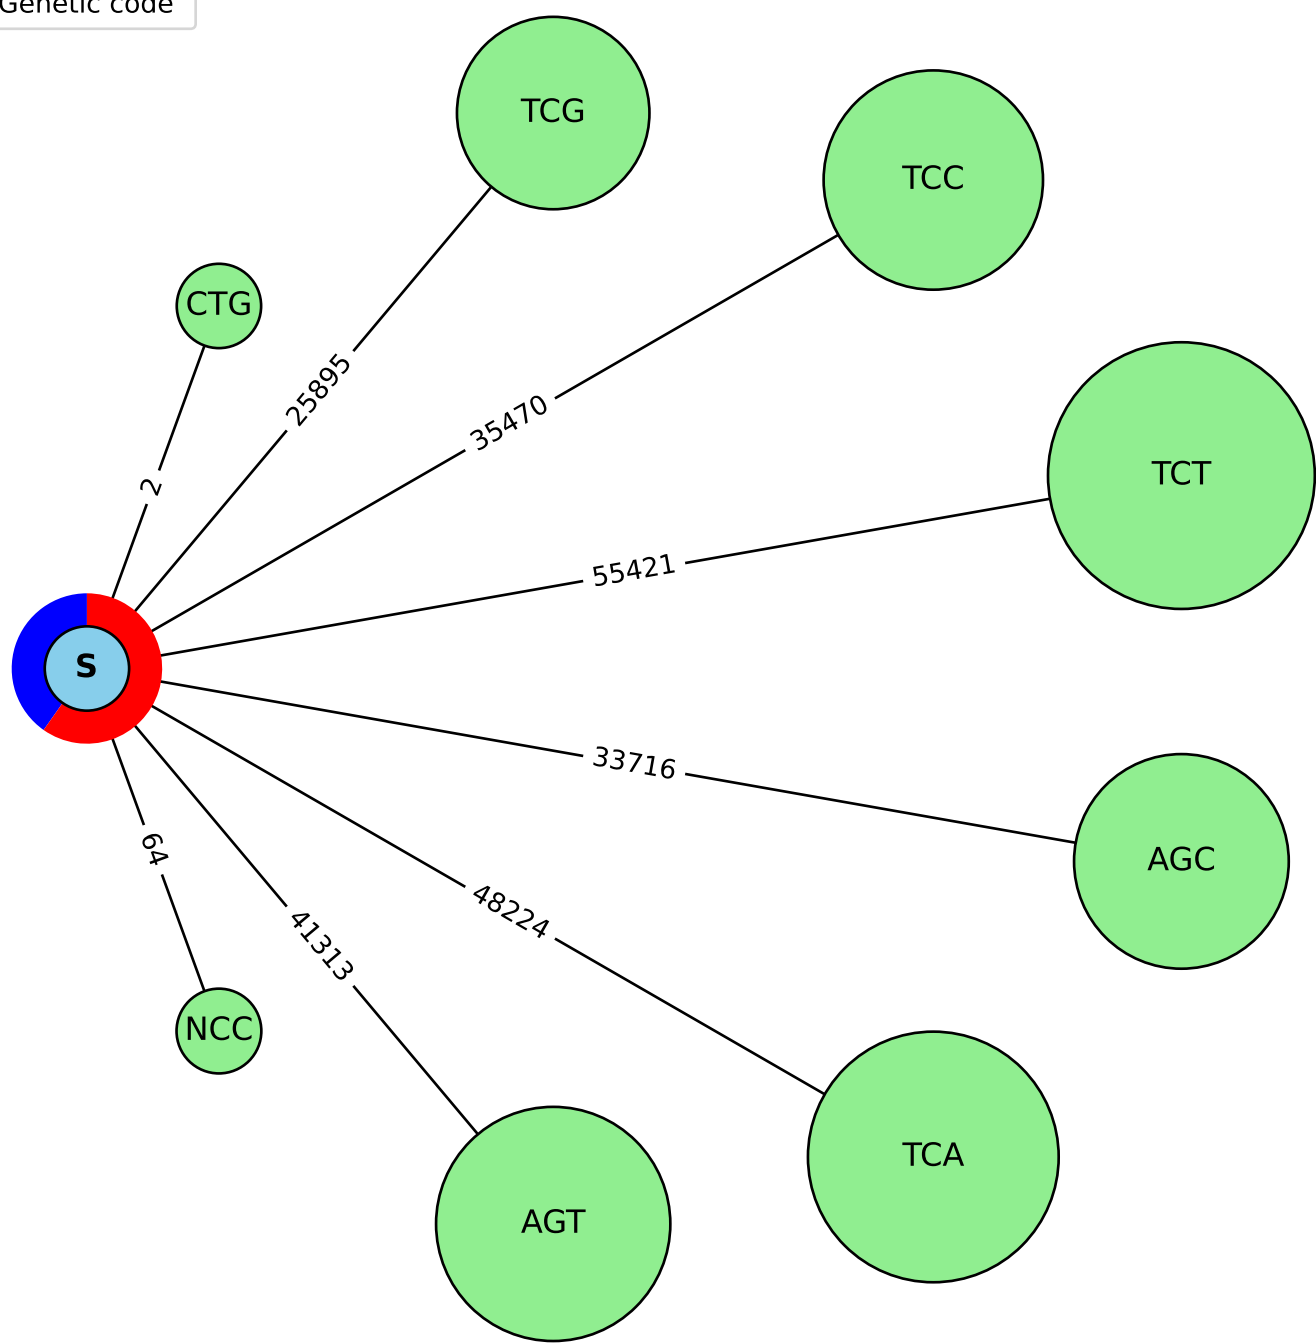 Genetic code
TCG
TCC
CTG
25895
35470
TCT
2
55421
S
33716
64
AGC
48224
41313
NCC
TCA
AGT